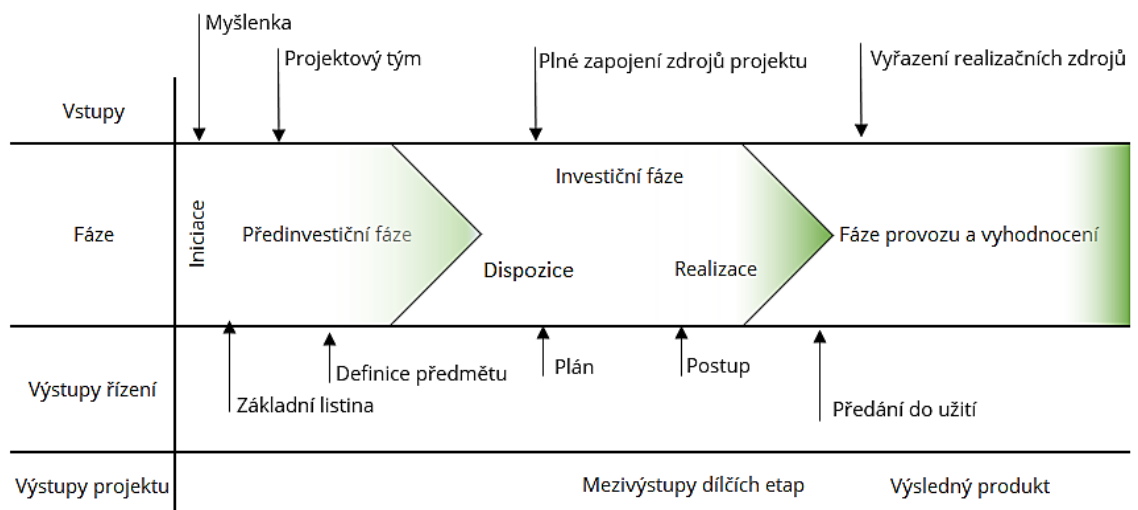 Myšlenka
Projektový tým
Plné zapojení zdrojů projektu
Vyřazení realizačních zdrojů
Vstupy
Fáze
Iniciace
Předinvestiční fáze
Investiční fáze
Dispozice
Realizace
Fáze provozu a vyhodnocení
Výstupy řízení
Základní listina
Definice předmětu
Plán
Postup
Předání do užití
Výstupy projektu
Mezivýstupy dílčích etap
Výsledný produkt